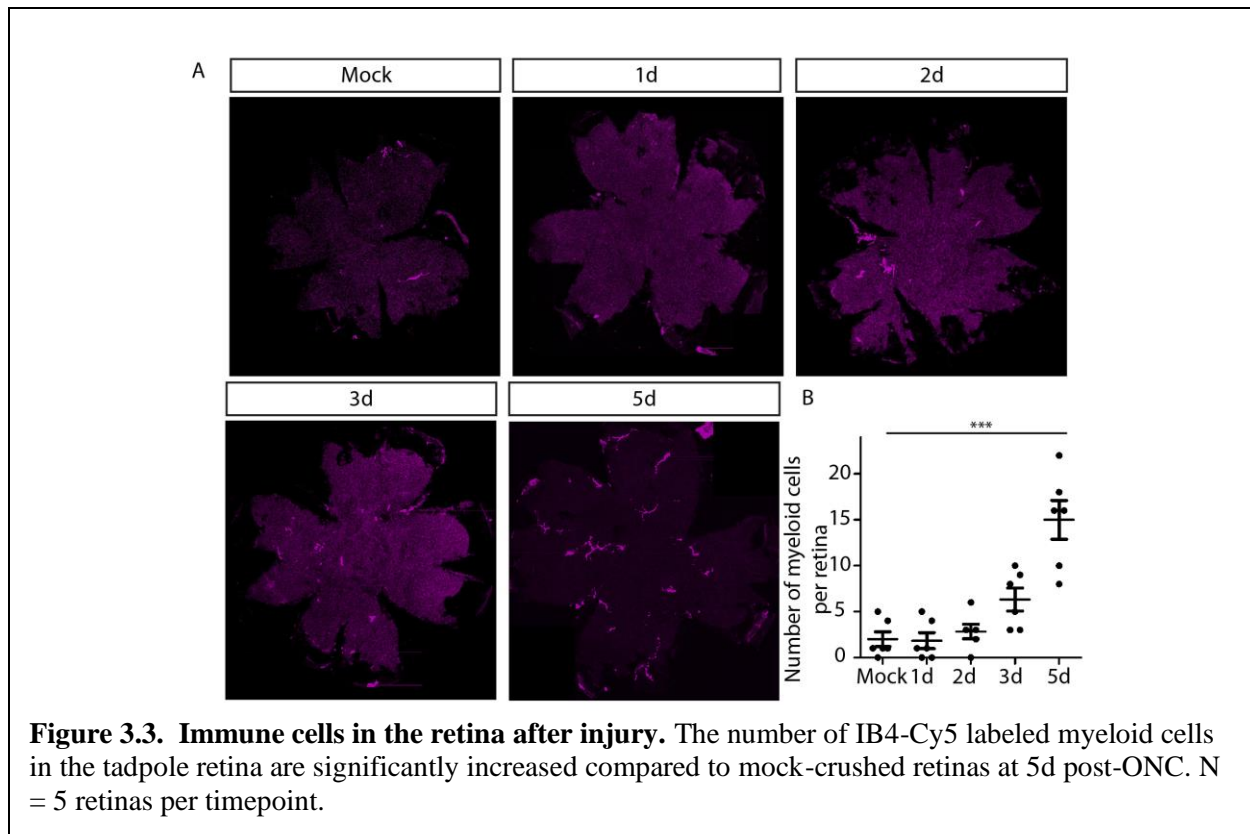 A
Mock
1d
2d
3d
5d
B
***
Number of myeloid cells
per retina
20
15
10
5
0
Mock
1d
2d
3d
5d
Figure 3.3. Immune cells in the retina after injury. The number of IB4-Cy5 labeled myeloid cells
in the tadpole retina are significantly increased compared to mock-crushed retinas at 5d post-ONC. N
= 5 retinas per timepoint.